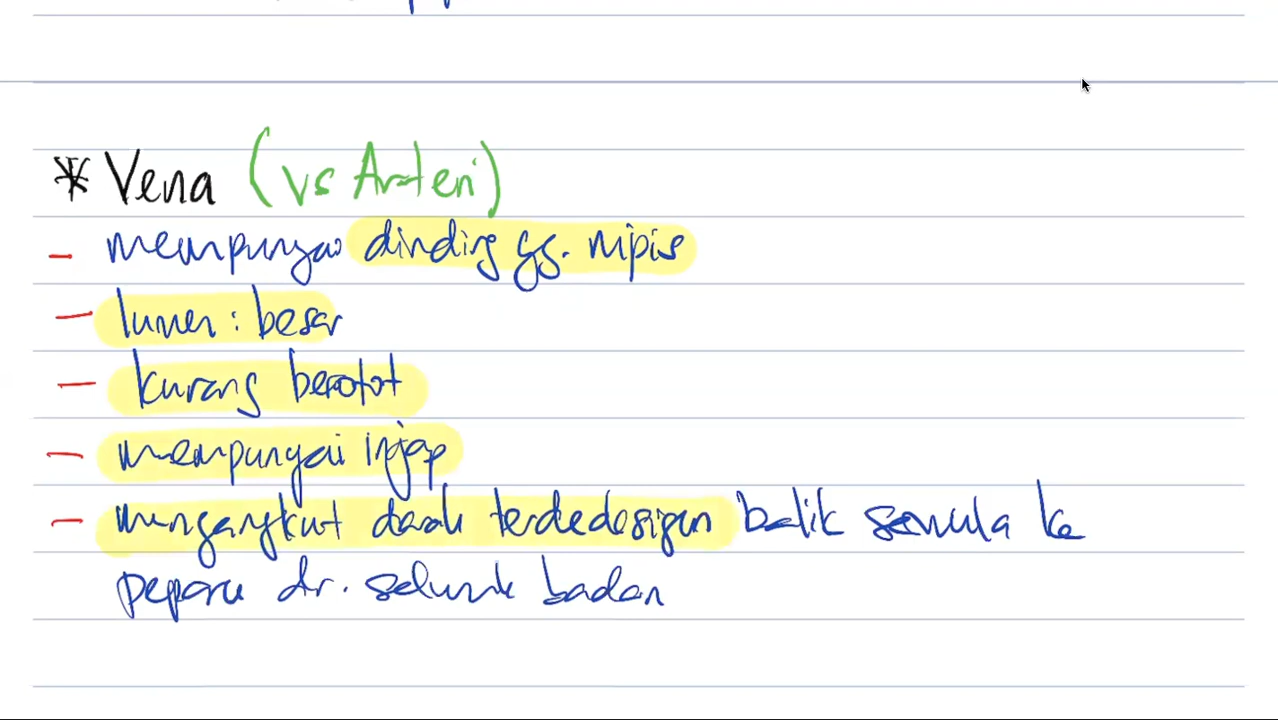 * Vena (vs Arteri)
- mempunyai dinding yg. nipis
- lumen : besar
- kurang berotot
- mempunyai injap
- mengangkut darah terdedosigen balik semula ke
peparu dr. seluruh badan